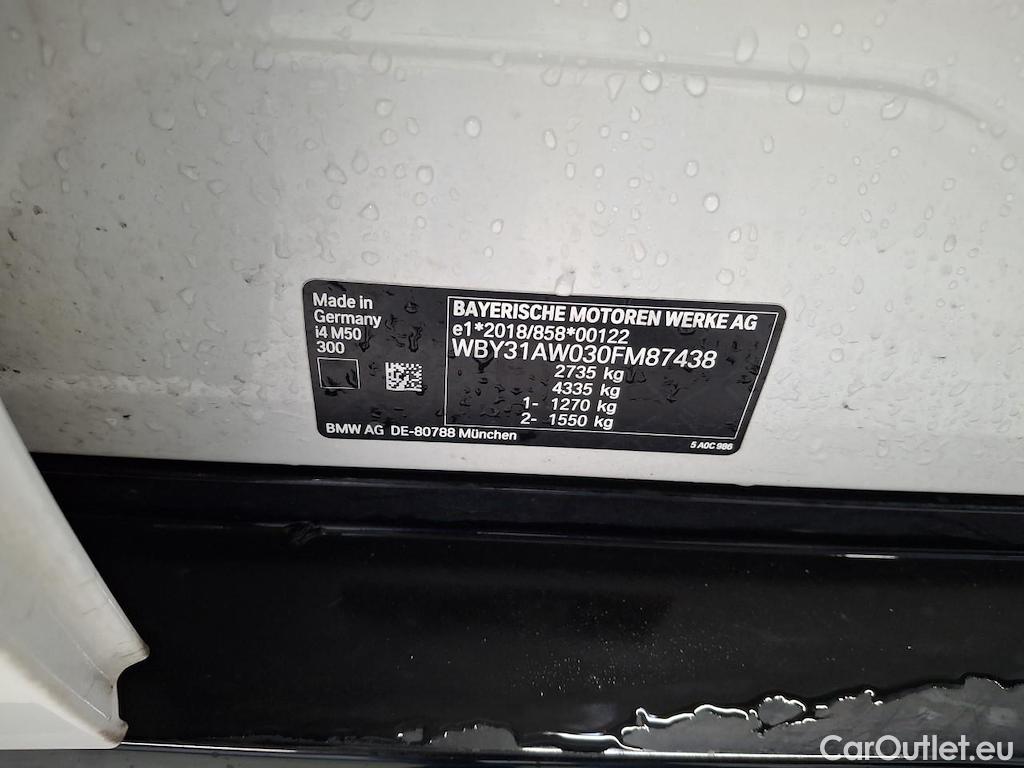 Made in
Germany
i4 M50
300
BAYERISCHE MOTOREN WERKE AG
e1*2018/858*00122
WBY31AW030FM87438
2735 kg
4335 kg
1- 1270 kg
2- 1550 kg
BMW AG DE-80788 München
5 A0C 986
CarOutlet.eu